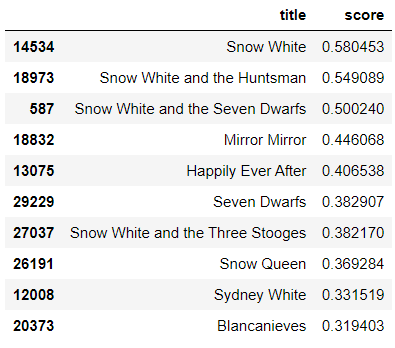 title score
14534 Snow White 0.580453
18973 Snow White and the Huntsman 0.549089
587 Snow White and the Seven Dwarfs 0.500240
18832 Mirror Mirror 0.446068
13075 Happily Ever After 0.406538
29229 Seven Dwarfs 0.382907
27037 Snow White and the Three Stooges 0.382170
26191 Snow Queen 0.369284
12008 Sydney White 0.331519
20373 Blancanieves 0.319403